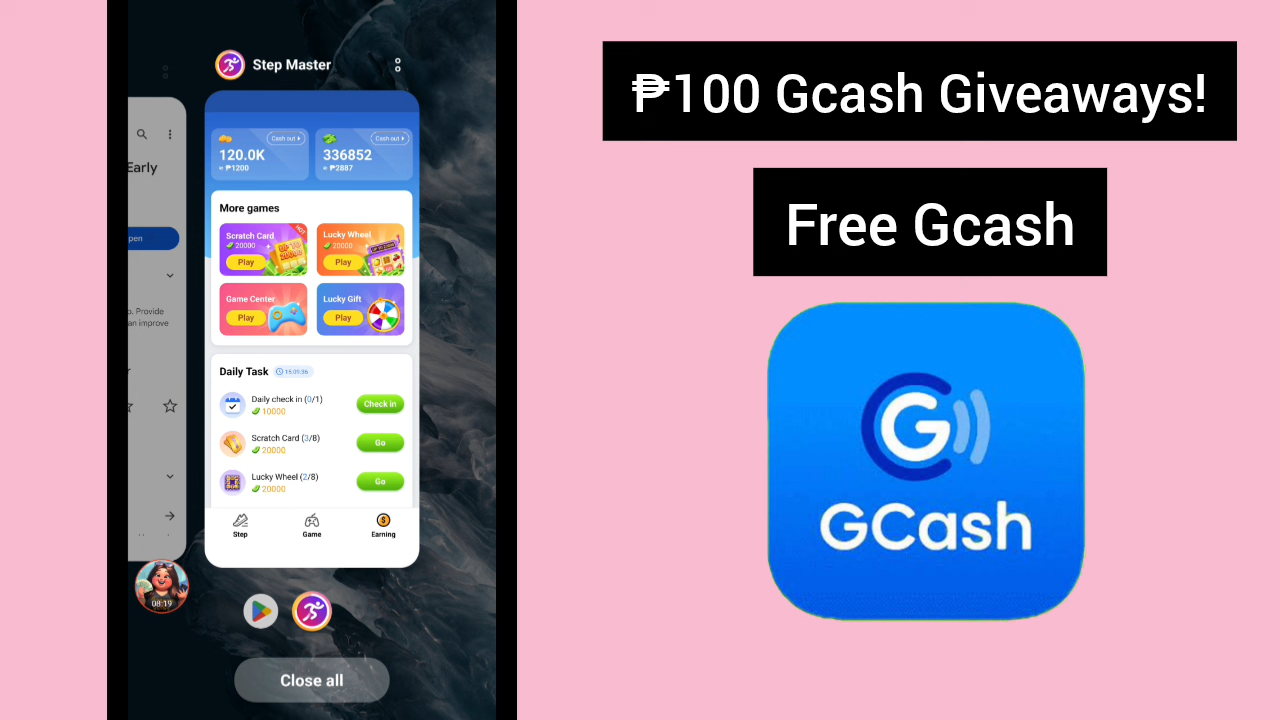 Step Master
Early
pen
p. Provide
an improve
Cash out
120.0K
≈ ₱1200
Cash out
336852
≈ ₱2887
More games
Scratch Card
20000
Play
HOT
Lucky Wheel
20000
Play
Game Center
Play
Lucky Gift
Play
Daily Task
15:01:36
Daily check in (0/1)
10000
Check in
Scratch Card (3/8)
20000
Go
Lucky Wheel (2/8)
20000
Go
Step
Game
Earning
08:19
Close all
₱100 Gcash Giveaways!
Free Gcash
G
GCash